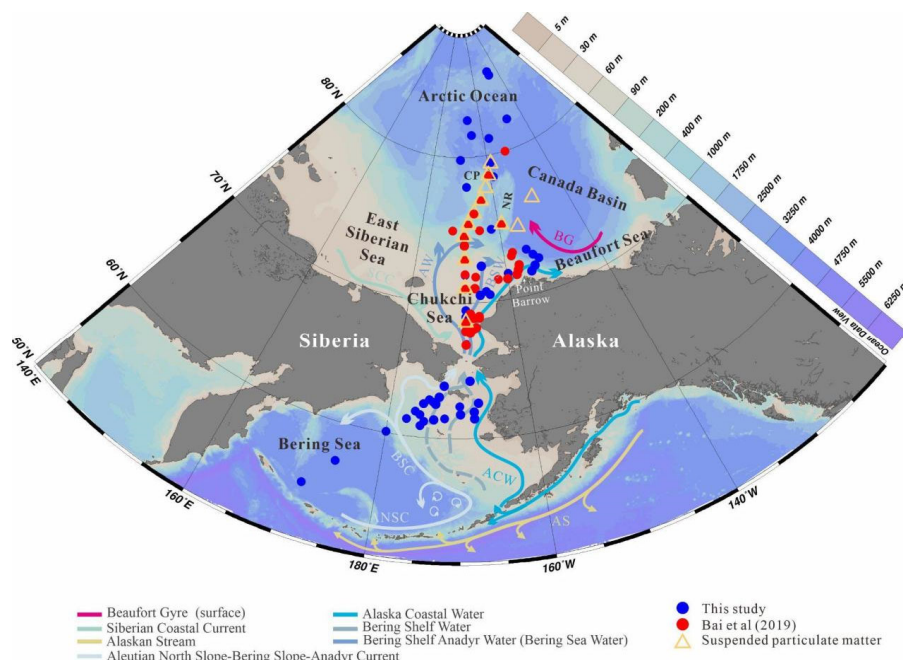 80°N
70°N
60°N
50°N
140°E
160°E
180°E
160°W
140°W
Arctic Ocean
CP
NR
Canada Basin
East
Siberian
Sea
BG
Beaufort Sea
AW
SCC
BSW
Point
Barrow
Chukchi
Sea
Siberia
Alaska
Bering Sea
BSC
ACW
ANSC
AS
5 m
30 m
60 m
90 m
200 m
400 m
1000 m
1750 m
2500 m
3250 m
4000 m
4750 m
5500 m
6250 m
Ocean Data View
Beaufort Gyre (surface)
Siberian Coastal Current
Alaskan Stream
Aleutian North Slope-Bering Slope-Anadyr Current
Alaska Coastal Water
Bering Shelf Water
Bering Shelf Anadyr Water (Bering Sea Water)
This study
Bai et al (2019)
Suspended particulate matter